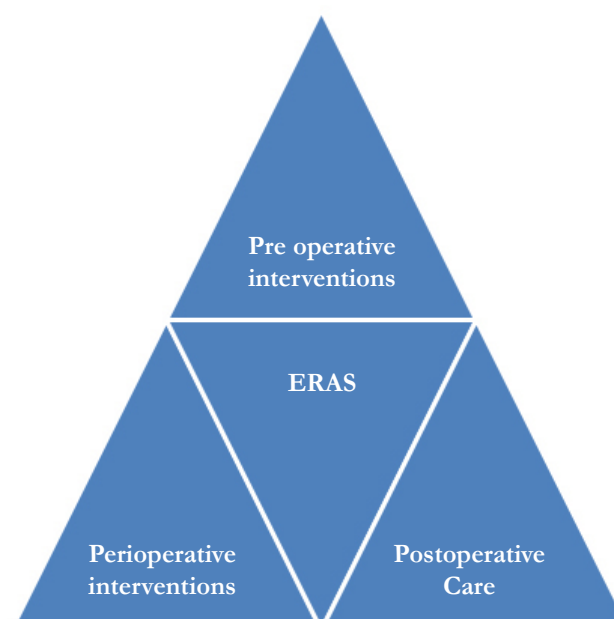 Pre operative
interventions
ERAS
Perioperative
interventions
Postoperative
Care